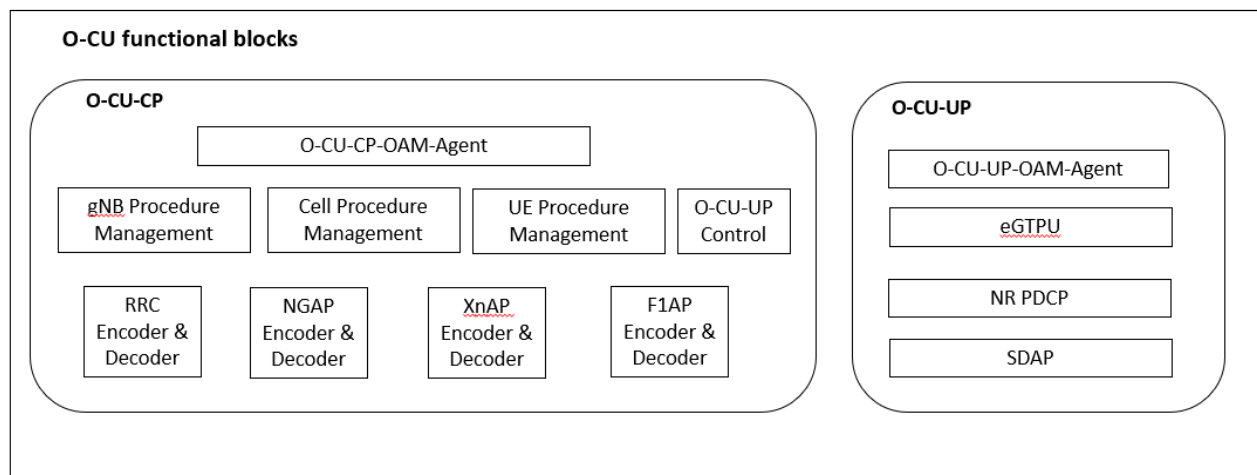 O-CU functional blocks
O-CU-CP
O-CU-CP-OAM-Agent
gNB Procedure
Management
Cell Procedure
Management
UE Procedure
Management
O-CU-UP
Control
RRC
Encoder &
Decoder
NGAP
Encoder &
Decoder
XnAP
Encoder &
Decoder
F1AP
Encoder &
Decoder
O-CU-UP
O-CU-UP-OAM-Agent
eGTPU
NR PDCP
SDAP